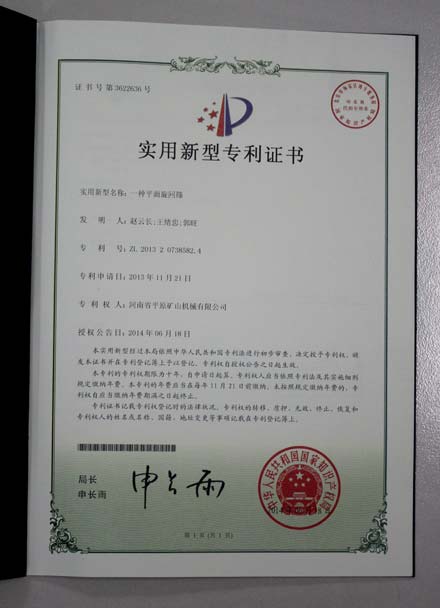 证书号第3622636号
实用新型专利证书
实用新型名称：一种平面旋回筛
发 明 人：赵云长;王绪忠;郭旺
专 利 号：ZL 2013 2 0738582.4
专利申请日：2013年11月21日
专 利 权 人：河南省平原矿山机械有限公司
授权公告日：2014年06月18日
本实用新型经过本局依照中华人民共和国专利法进行初步审查，决定授予专利权，颁
发本证书并在专利登记簿上予以登记。专利权自授权公告之日起生效。
本专利的专利权期限为十年，自申请日起算。专利权人应当依照专利法及其实施细则
规定缴纳年费。本专利的年费应当在每年11月21日前缴纳。未按照规定缴纳年费的，专利
权自应当缴纳年费期满之日起终止。
专利证书记载专利权登记时的法律状况。专利权的转移、质押、无效、终止、恢复和
专利权人的姓名或名称、国籍、地址变更等事项记载在专利登记簿上。
局长
申长雨
申长雨
中华人民共和国国家知识产权局
第1页(共1页)